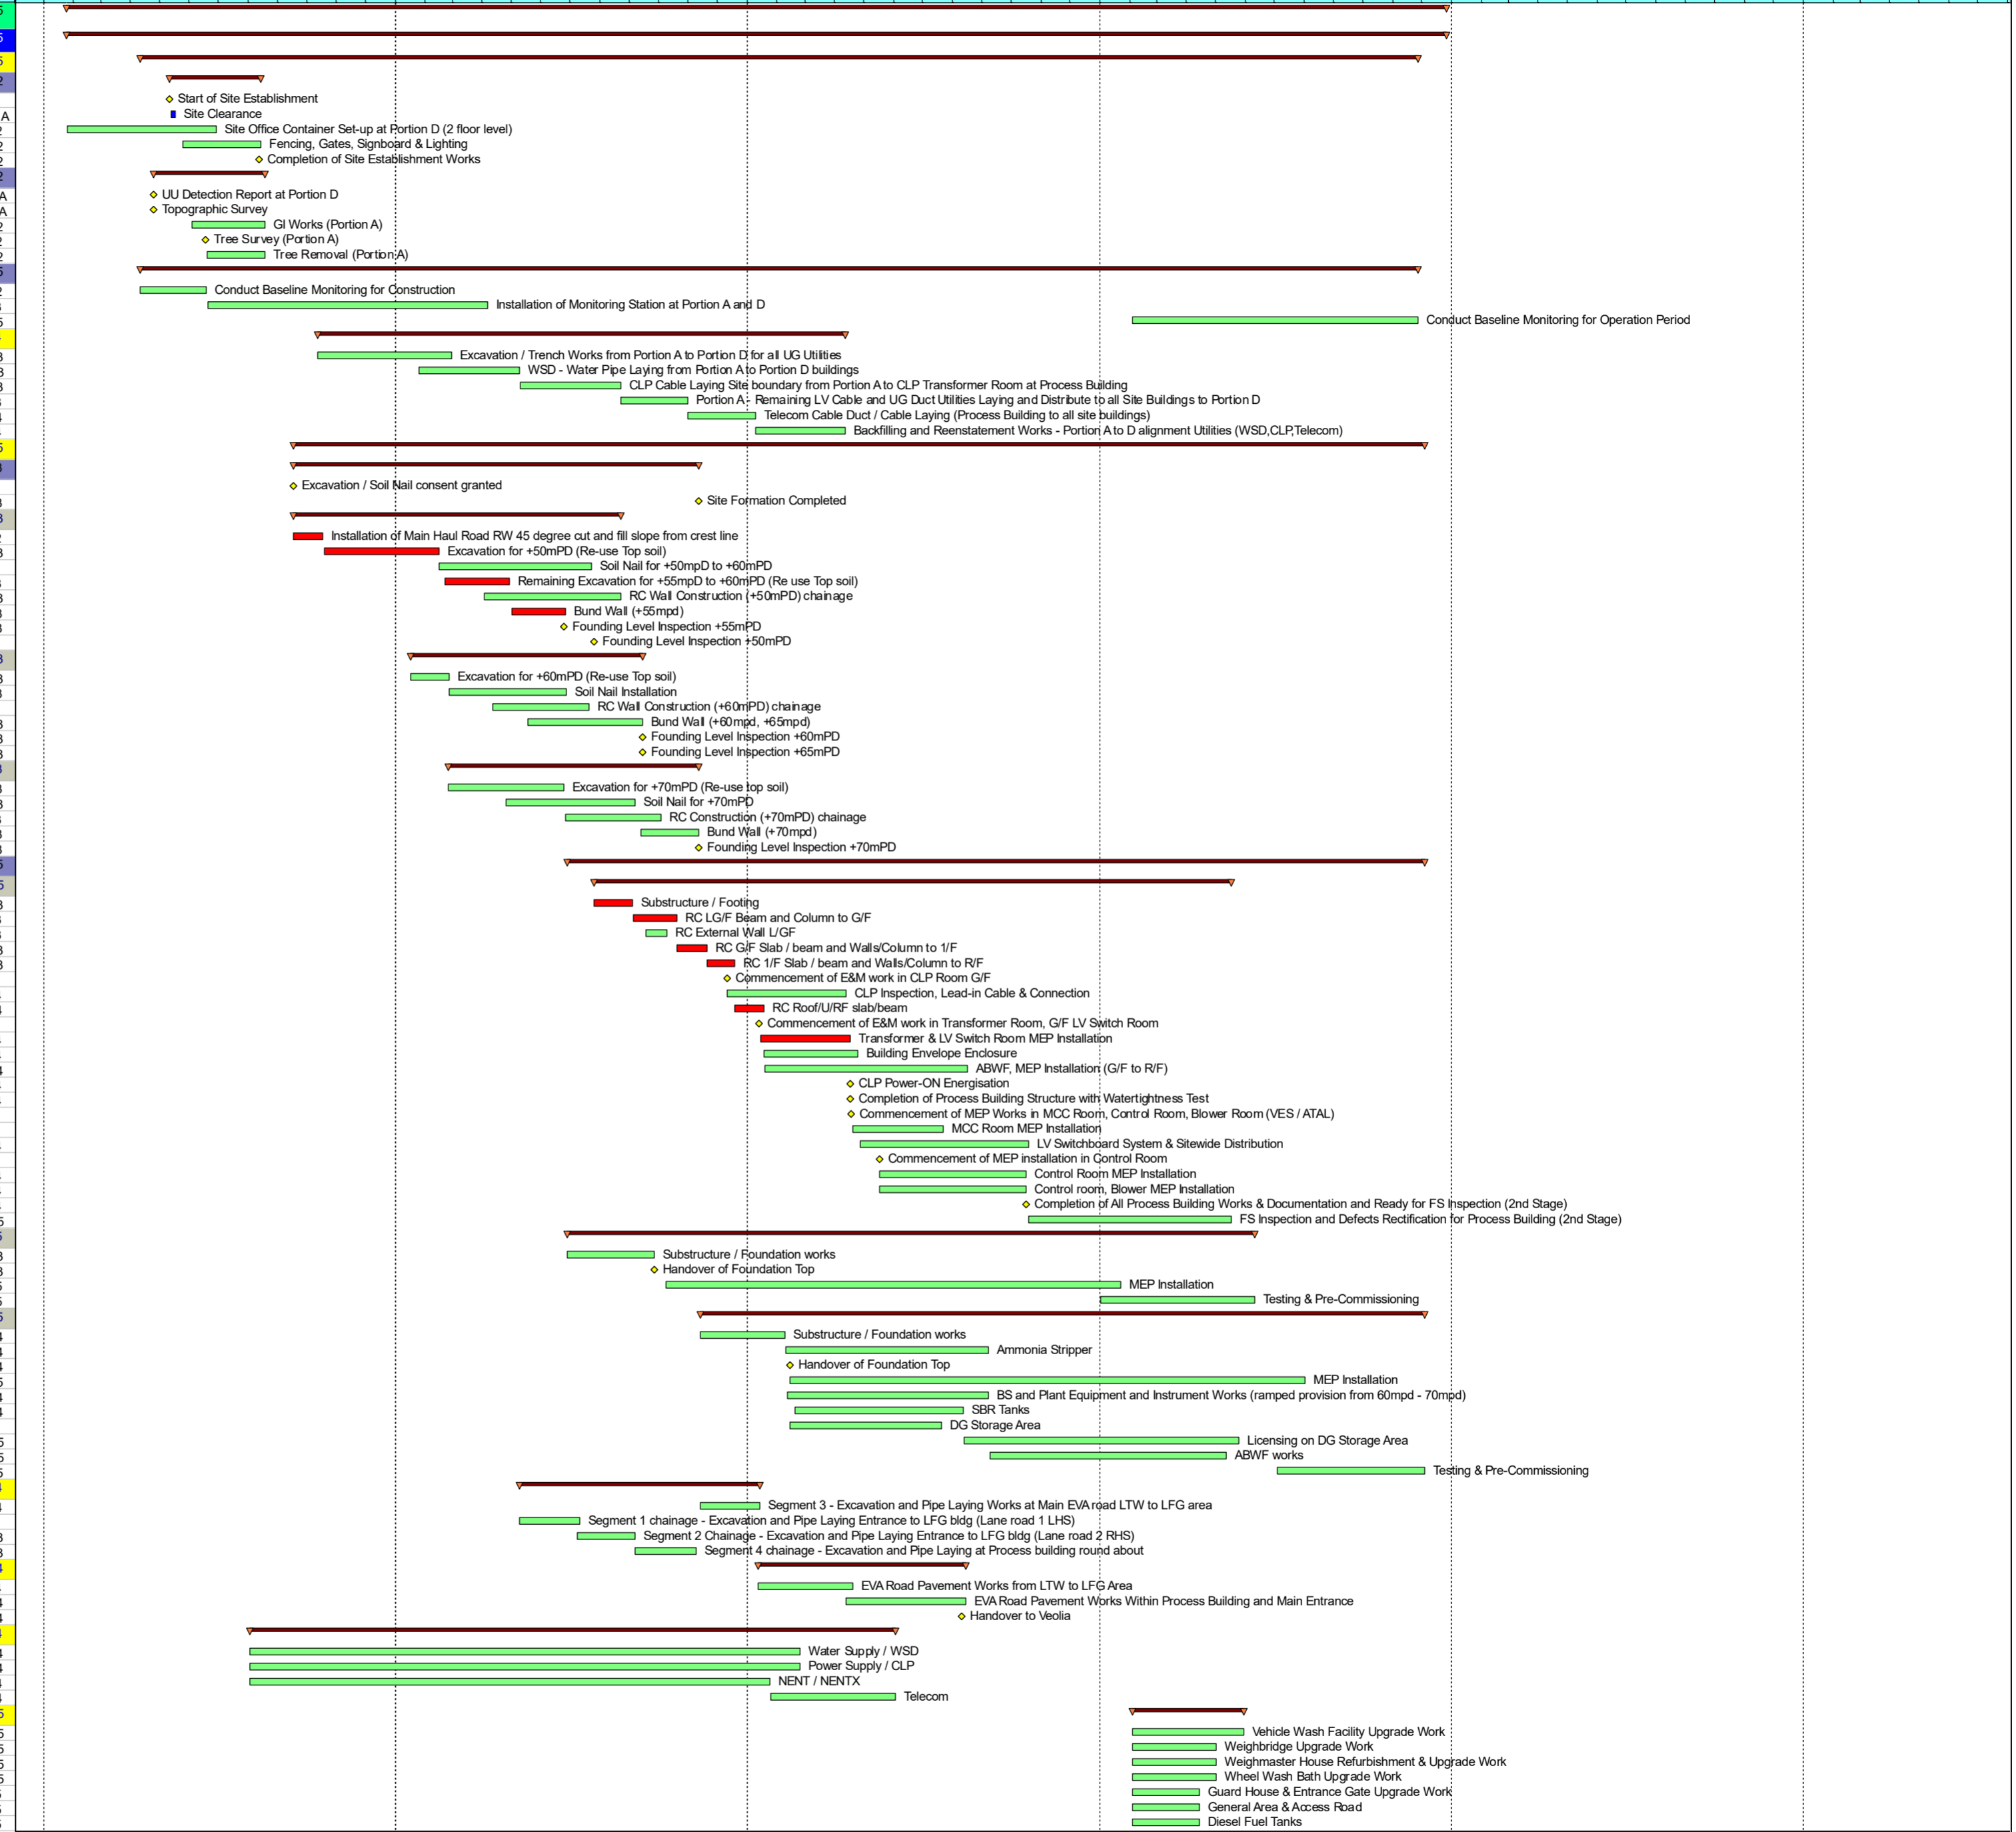 Start of Site Establishment
Site Clearance
Site Office Container Set-up at Portion D (2 floor level)
Fencing, Gates, Signboard & Lighting
Completion of Site Establishment Works
UU Detection Report at Portion D
Topographic Survey
GI Works (Portion A)
Tree Survey (Portion A)
Tree Removal (Portion A)
Conduct Baseline Monitoring for Construction
Installation of Monitoring Station at Portion A and D
Conduct Baseline Monitoring for Operation Period
Excavation / Trench Works from Portion A to Portion D for all UG Utilities
WSD - Water Pipe Laying from Portion A to Portion D buildings
CLP Cable Laying Site boundary from Portion A to CLP Transformer Room at Process Building
Portion A - Remaining LV Cable and UG Duct Utilities Laying and Distribute to all Site Buildings to Portion D
Telecom Cable Duct / Cable Laying (Process Building to all site buildings)
Backfilling and Reenstatement Works - Portion A to D alignment Utilities (WSD,CLP,Telecom)
Excavation / Soil Nail consent granted
Site Formation Completed
Installation of Main Haul Road RW 45 degree cut and fill slope from crest line
Excavation for +50mPD (Re-use Top soil)
Soil Nail for +50mpD to +60mPD
Remaining Excavation for +55mpD to +60mPD (Re use Top soil)
RC Wall Construction (+50mPD) chainage
Bund Wall (+55mpd)
Founding Level Inspection +55mPD
Founding Level Inspection +50mPD
Excavation for +60mPD (Re-use Top soil)
Soil Nail Installation
RC Wall Construction (+60mPD) chainage
Bund Wall (+60mpd, +65mpd)
Founding Level Inspection +60mPD
Founding Level Inspection +65mPD
Excavation for +70mPD (Re-use top soil)
Soil Nail for +70mPD
RC Construction (+70mPD) chainage
Bund Wall (+70mpd)
Founding Level Inspection +70mPD
Substructure / Footing
RC LG/F Beam and Column to G/F
RC External Wall L/GF
RC G/F Slab / beam and Walls/Column to 1/F
RC 1/F Slab / beam and Walls/Column to R/F
Commencement of E&M work in CLP Room G/F
CLP Inspection, Lead-in Cable & Connection
RC Roof/U/RF slab/beam
Commencement of E&M work in Transformer Room, G/F LV Switch Room
Transformer & LV Switch Room MEP Installation
Building Envelope Enclosure
ABWF, MEP Installation (G/F to R/F)
CLP Power-ON Energisation
Completion of Process Building Structure with Watertightness Test
Commencement of MEP Works in MCC Room, Control Room, Blower Room (VES / ATAL)
MCC Room MEP Installation
LV Switchboard System & Sitewide Distribution
Commencement of MEP installation in Control Room
Control Room MEP Installation
Control room, Blower MEP Installation
Completion of All Process Building Works & Documentation and Ready for FS Inspection (2nd Stage)
FS Inspection and Defects Rectification for Process Building (2nd Stage)
Substructure / Foundation works
Handover of Foundation Top
MEP Installation
Testing & Pre-Commissioning
Substructure / Foundation works
Ammonia Stripper
Handover of Foundation Top
MEP Installation
BS and Plant Equipment and Instrument Works (ramped provision from 60mpd - 70mpd)
SBR Tanks
DG Storage Area
Licensing on DG Storage Area
ABWF works
Testing & Pre-Commissioning
Segment 3 - Excavation and Pipe Laying Works at Main EVA road LTW to LFG area
Segment 1 chainage - Excavation and Pipe Laying Entrance to LFG bldg (Lane road 1 LHS)
Segment 2 Chainage - Excavation and Pipe Laying Entrance to LFG bldg (Lane road 2 RHS)
Segment 4 chainage - Excavation and Pipe Laying at Process building round about
EVA Road Pavement Works from LTW to LFG Area
EVA Road Pavement Works Within Process Building and Main Entrance
Handover to Veolia
Water Supply / WSD
Power Supply / CLP
NENT / NENTX
Telecom
Vehicle Wash Facility Upgrade Work
Weighbridge Upgrade Work
Weighmaster House Refurbishment & Upgrade Work
Wheel Wash Bath Upgrade Work
Guard House & Entrance Gate Upgrade Work
General Area & Access Road
Diesel Fuel Tanks